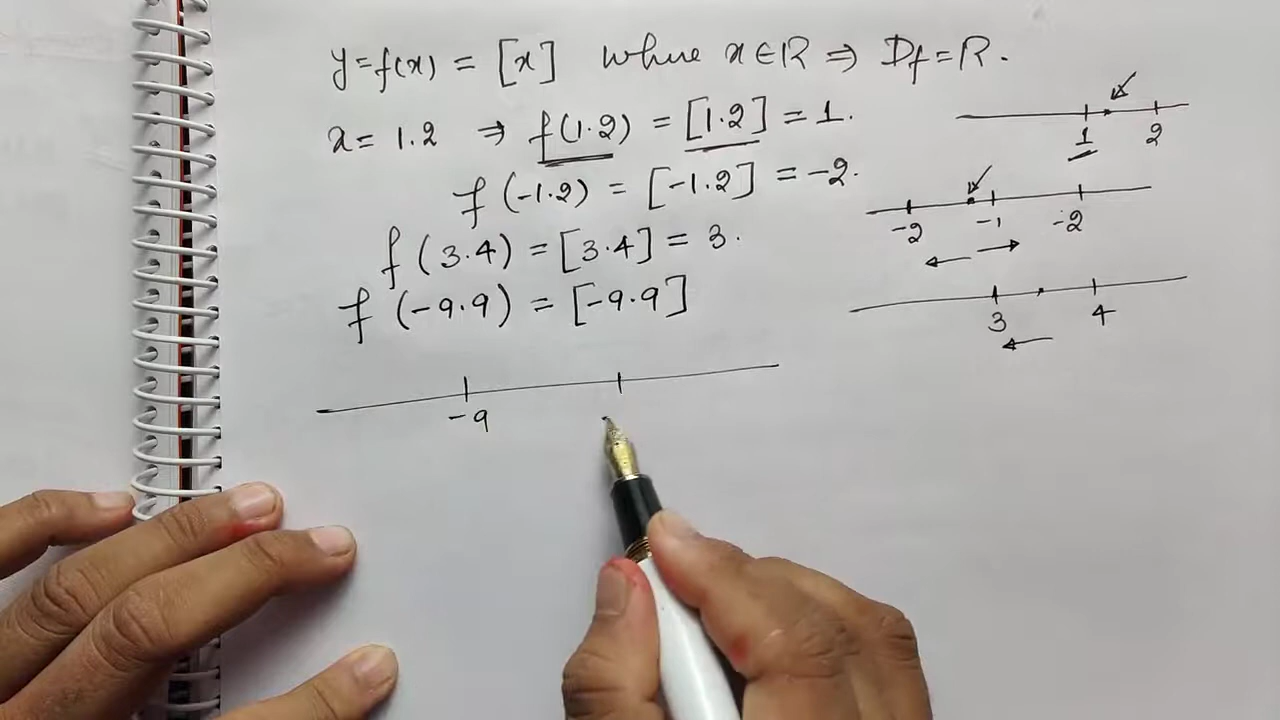 y=f(x) = [x] where x∈R ⇒ Df=R.
x= 1.2 ⇒ f(1.2) = [1.2] = 1.
1 2
f(-1.2) = [-1.2] = -2.
-2 -1 -2
f(3.4) = [3.4] = 3.
f(-9.9) = [-9.9]
3 4
-9